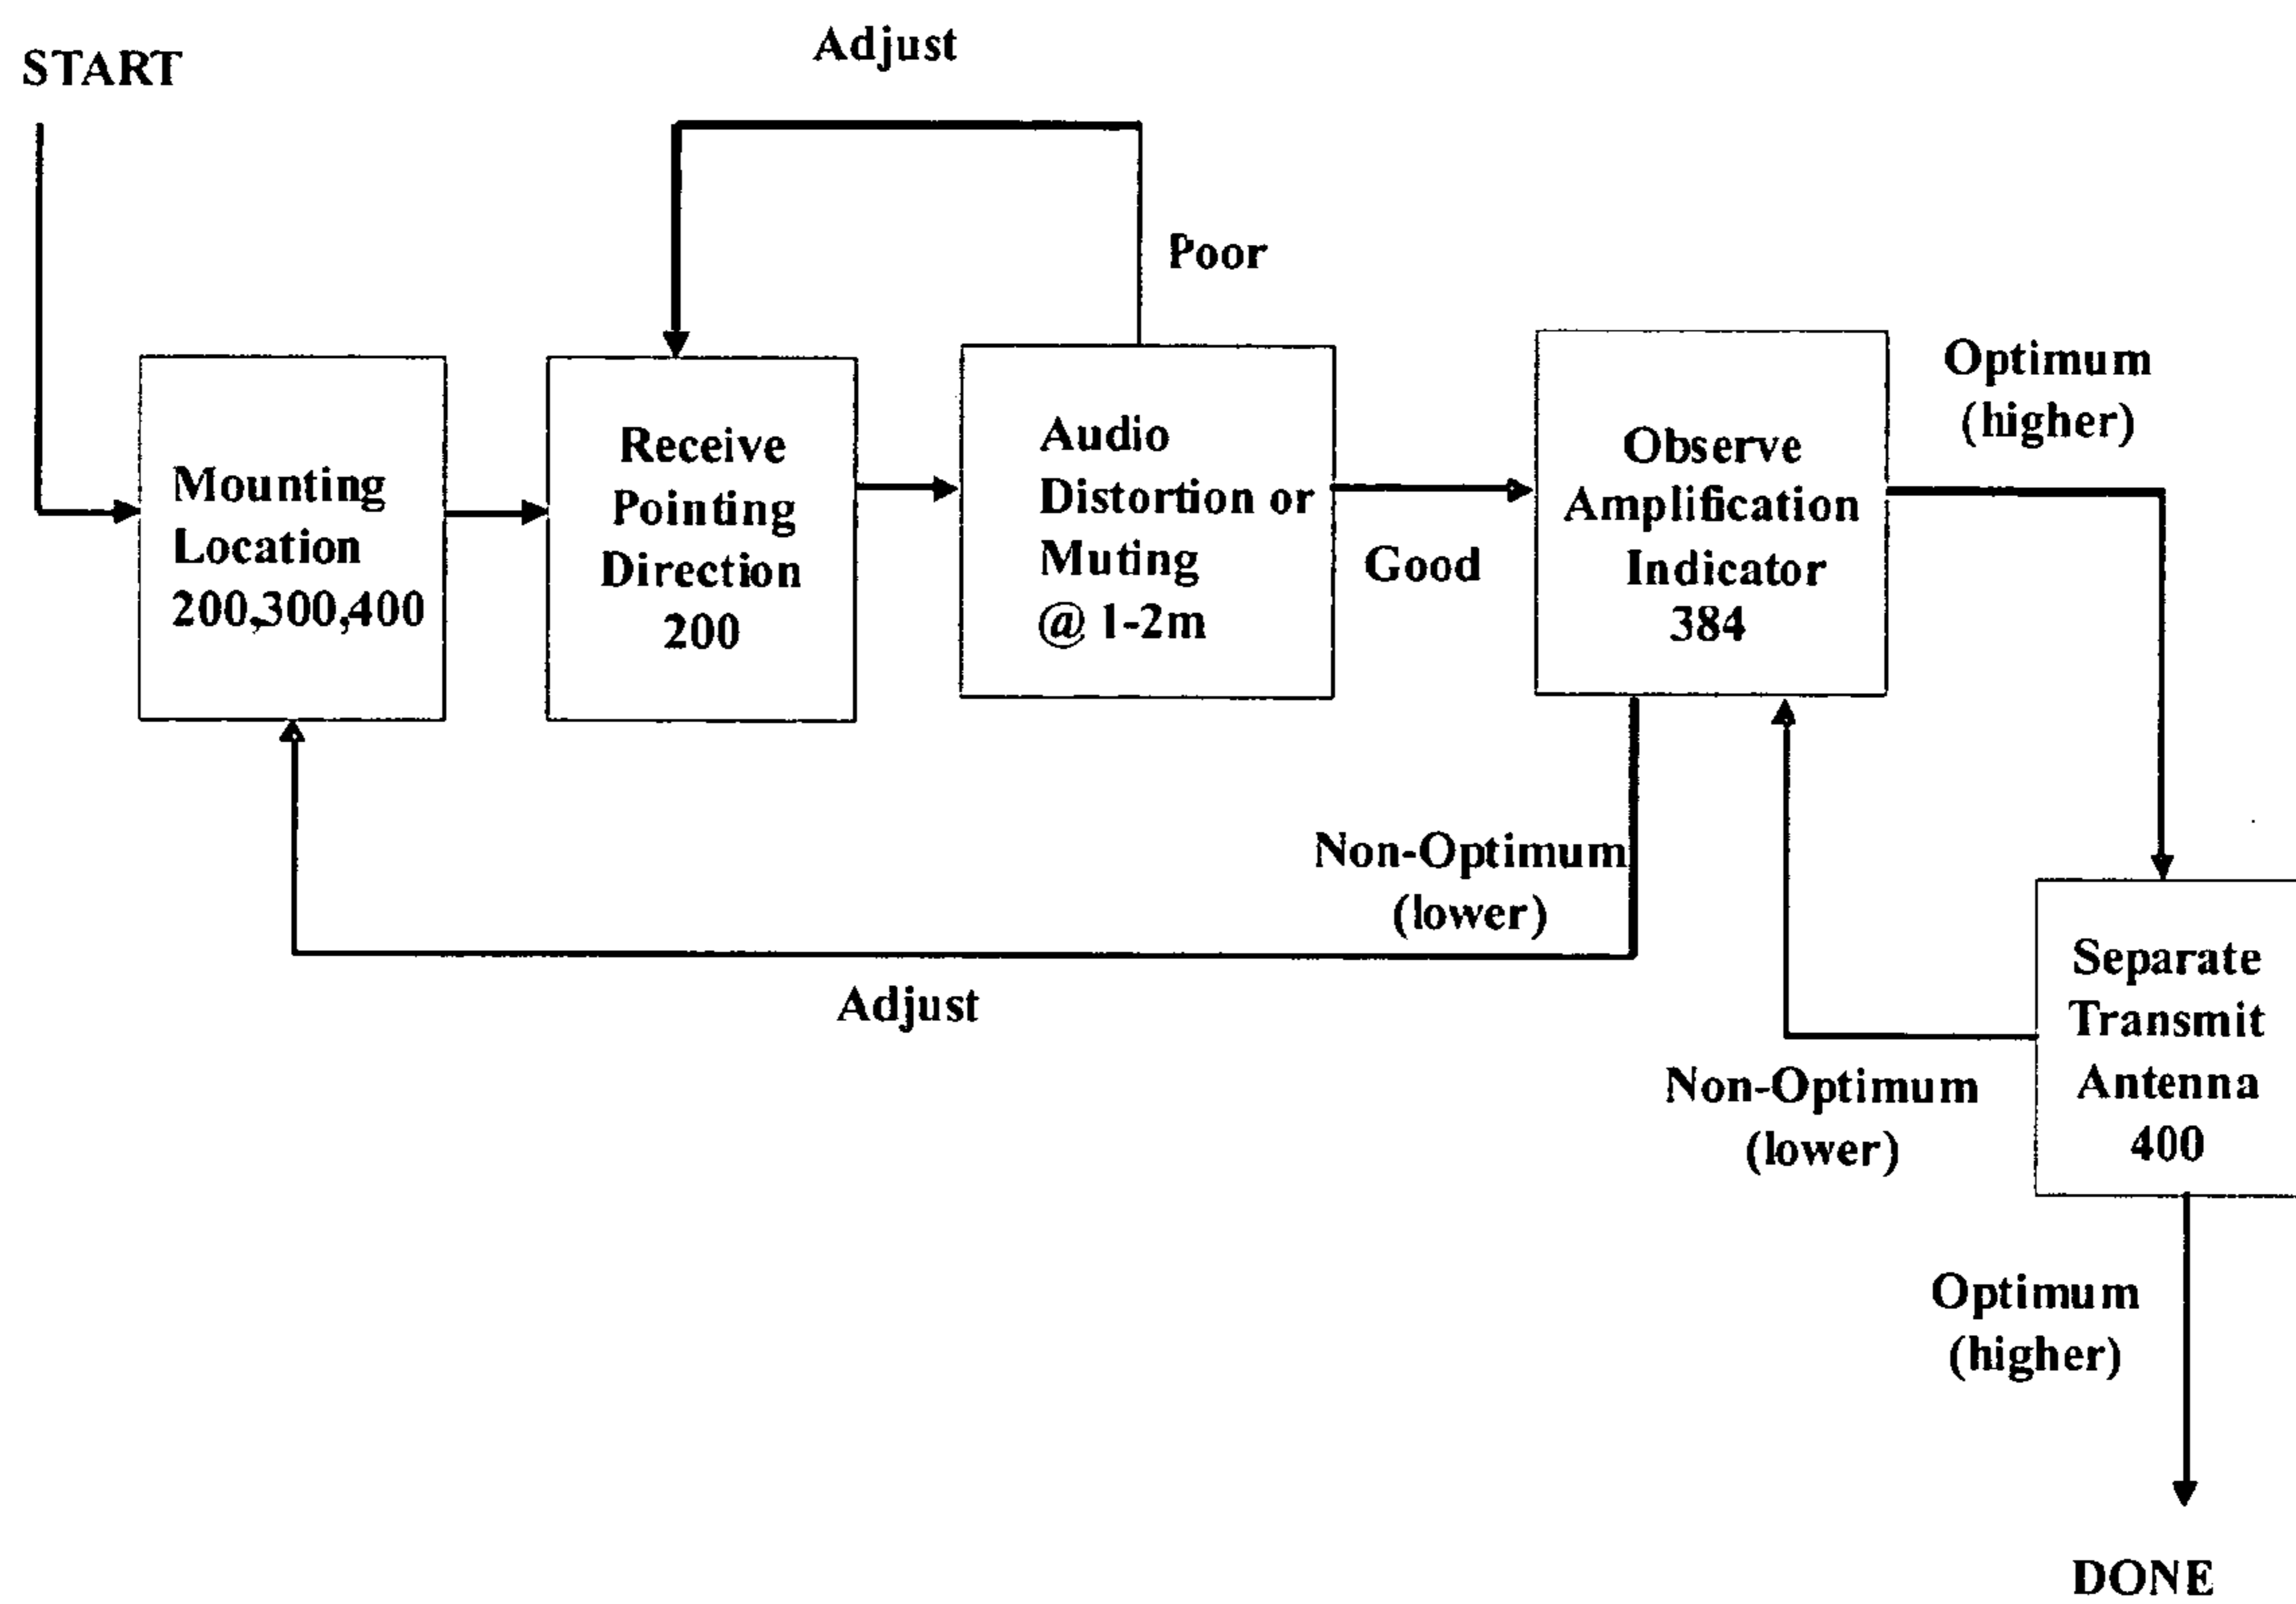 START
Adjust
Poor
Mounting
Location
200,300,400
Receive
Pointing
Direction
200
Audio
Distortion or
Muting
@ 1-2m
Good
Observe
Amplification
Indicator
384
Optimum
(higher)
Non-Optimum
(lower)
Adjust
Separate
Transmit
Antenna
400
Non-Optimum
(lower)
Optimum
(higher)
DONE